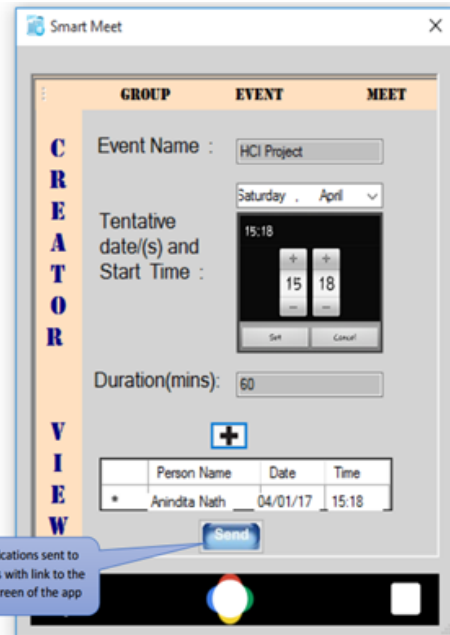 Smart Meet
GROUP EVENT MEET
CREATOR VIEW
Event Name : HCI Project
Saturday , April
Tentative
date/(s) and
Start Time :
15:18
+ +
15 18
- -
Set Cancel
Duration(mins): 60
+
Person Name Date Time
* Anindita Nath 04/01/17 15:18
Send
sent to
with link to the
of the app